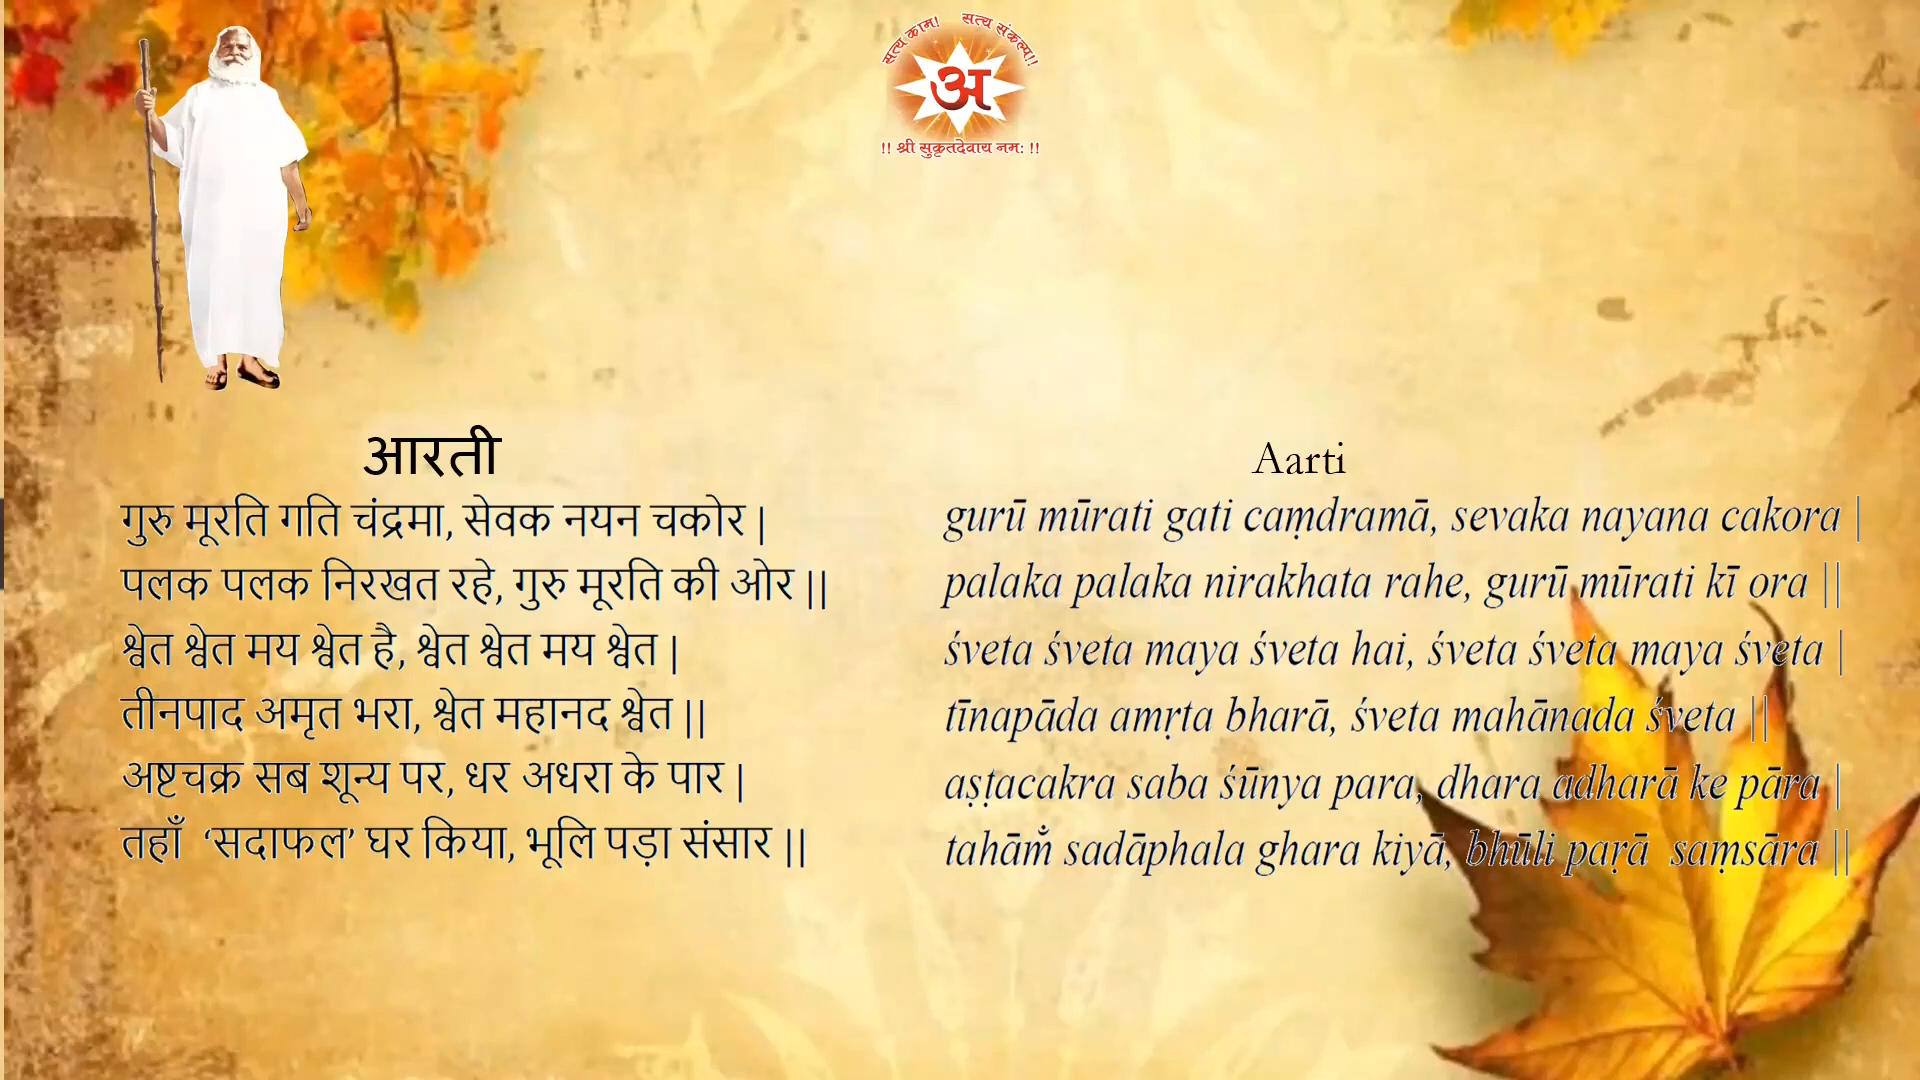 सत्य काम! सत्य संकल्प!!
अ
!! श्री सुकृतदेवाय नम: !!
आरती
गुरु मूरति गति चंद्रमा, सेवक नयन चकोर |
पलक पलक निरखत रहे, गुरु मूरति की ओर ||
श्वेत श्वेत मय श्वेत है, श्वेत श्वेत मय श्वेत |
तीनपाद अमृत भरा, श्वेत महानद श्वेत ||
अष्टचक्र सब शून्य पर, धर अधरा के पार |
तहाँ ‘सदाफल’ घर किया, भूलि पड़ा संसार ||
Aarti
gurū mūrati gati caṃdramā, sevaka nayana cakora |
palaka palaka nirakhata rahe, gurū mūrati kī ora ||
śveta śveta maya śveta hai, śveta śveta maya śveta |
tīnapāda amṛta bharā, śveta mahānada śveta ||
aṣṭacakra saba śūnya para, dhara adharā ke pāra |
tahām̐ sadāphala ghara kiyā, bhūli paṛā saṃsāra ||